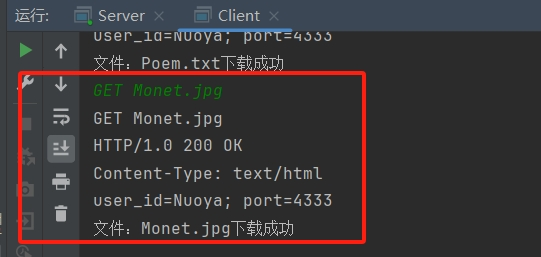 运行: Server Client
user_id=Nuoya; port=4333
文件：Poem.txt下载成功
GET Monet.jpg
GET Monet.jpg
HTTP/1.0 200 OK
Content-Type: text/html
user_id=Nuoya; port=4333
文件：Monet.jpg下载成功